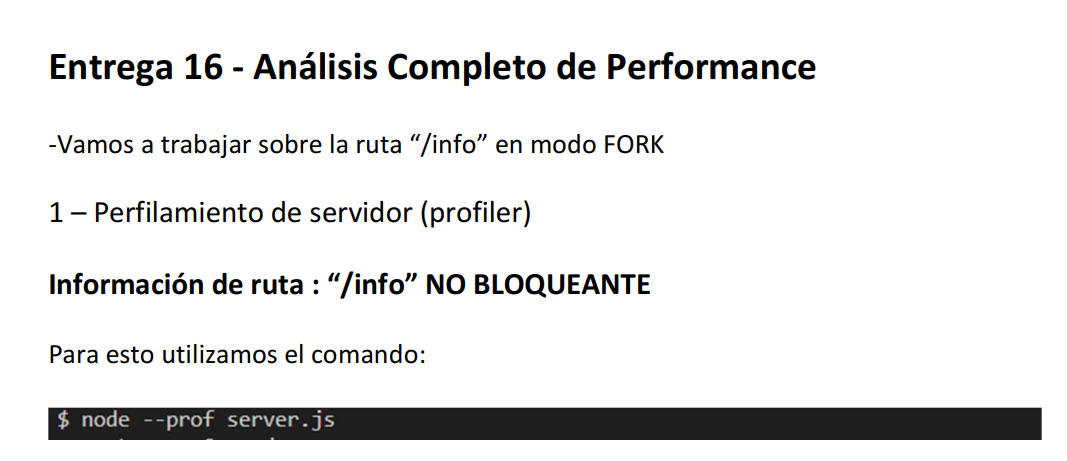 Entrega 16 - Análisis Completo de Performance
-Vamos a trabajar sobre la ruta “/info” en modo FORK
1 – Perfilamiento de servidor (profiler)
Información de ruta : “/info” NO BLOQUEANTE
Para esto utilizamos el comando:
$ node --prof server.js